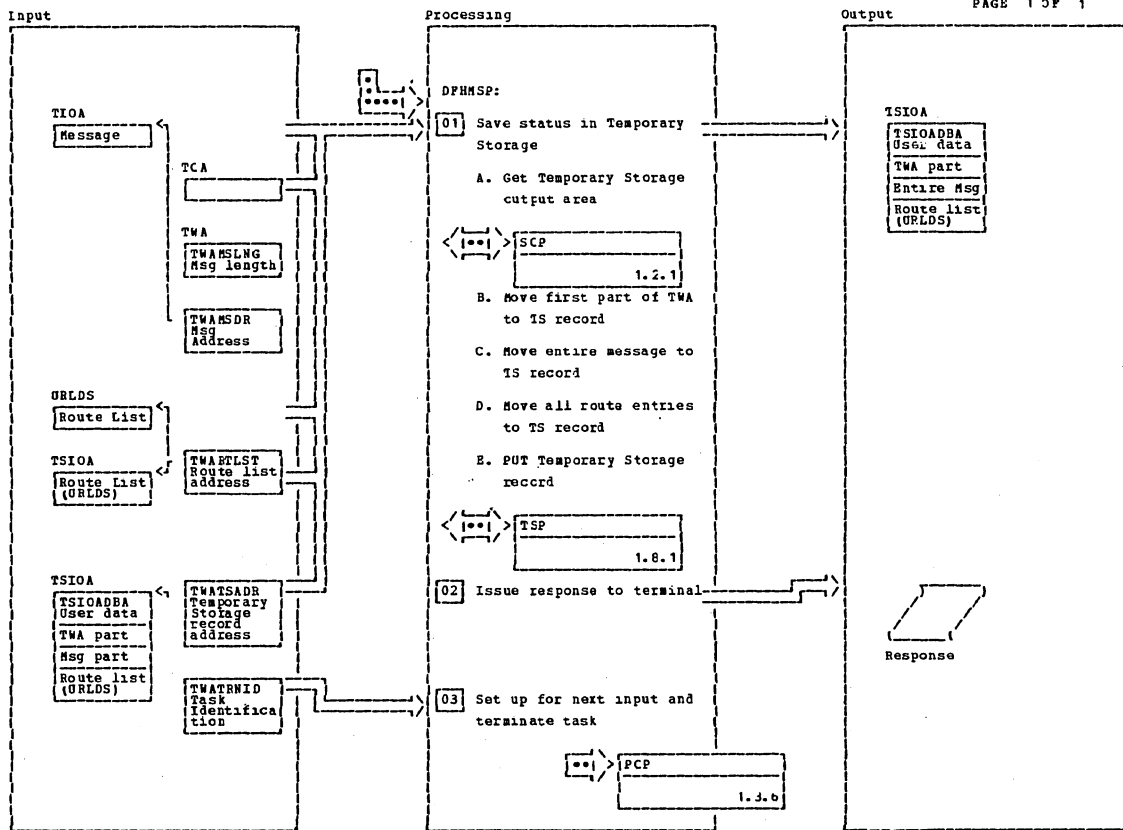 PAGE 1 OF 1
Input
Processing
Output
TIOA
Message
TCA
TWA
TWAMSLNG
Msg length
TWAMSDR
Msg
Address
URLDS
Route List
TSIOA
Route List
(URLDS)
TWARTLST
Route list
address
TSIOA
TSIOADBA
User data
TWA part
Msg part
Route list
(URLDS)
TWATSADR
Temporary
Storage
record
address
TWATRNID
Task
Identifica
tion
DFHMSP:
01 Save status in Temporary
Storage
A. Get Temporary Storage
output area
SCP
1.2.1
B. Move first part of TWA
to TS record
C. Move entire message to
TS record
D. Move all route entries
to TS record
E. PUT Temporary Storage
record
TSP
1.8.1
02 Issue response to terminal
03 Set up for next input and
terminate task
PCP
1.3.6
TSIOA
TSIOADBA
User data
TWA part
Entire Msg
Route list
(URLDS)
Response